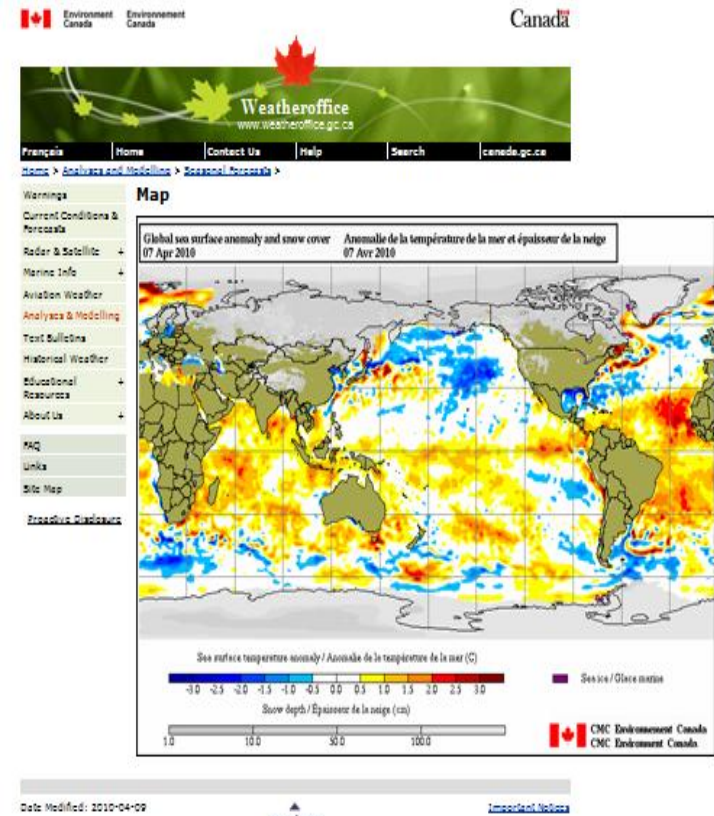 Environment Canada Environnement Canada
Canada
Weatheroffice
www.weatheroffice.gc.ca
Français Home Contact Us Help Search canada.gc.ca
Home > Analyses and Modelling > Seasonal Forecasts >
Warnings
Current Conditions &
Forecasts
Radar & Satellite +
Marine Info +
Aviation Weather
Analyses & Modelling
Text Bulletins
Historical Weather
Educational +
Resources
About Us +
FAQ
Links
Site Map
Proactive Disclosure
Map
Global sea surface anomaly and snow cover Anomalie de la température de la mer et épaisseur de la neige
07 Apr 2010 07 Avr 2010
Sea surface temperature anomaly / Anomalie de la température de la mer (C)
-3.0 -2.5 -2.0 -1.5 -1.0 -0.5 0.0 0.5 1.0 1.5 2.0 2.5 3.0
Sea ice / Glace marine
Snow depth / Épaisseur de la neige (cm)
1.0 10.0 50.0 100.0
CMC Environnement Canada
CMC Environment Canada
Date Modified: 2010-04-09
Important Notices